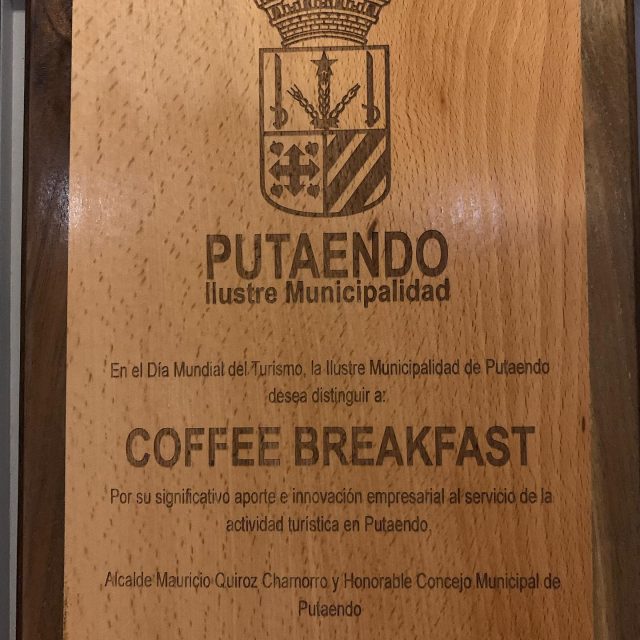 PUTAENDO
Ilustre Municipalidad
En el Día Mundial del Turismo, la Ilustre Municipalidad de Putaendo
desea distinguir a:
COFFEE BREAKFAST
Por su significativo aporte e innovación empresarial al servicio de la
actividad turística en Putaendo.
Alcalde Mauricio Quiroz Chamorro y Honorable Concejo Municipal de
Putaendo